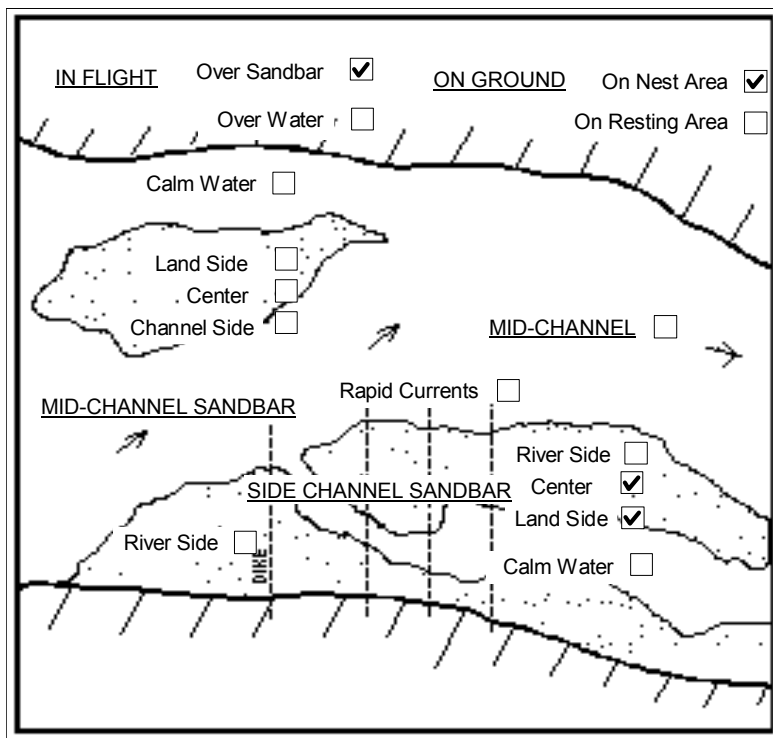 IN FLIGHT
Over Sandbar
ON GROUND
On Nest Area
Over Water
On Resting Area
Calm Water
Land Side
Center
Channel Side
MID-CHANNEL
Rapid Currents
MID-CHANNEL SANDBAR
River Side
SIDE CHANNEL SANDBAR
Center
Land Side
River Side
DIKE
Calm Water